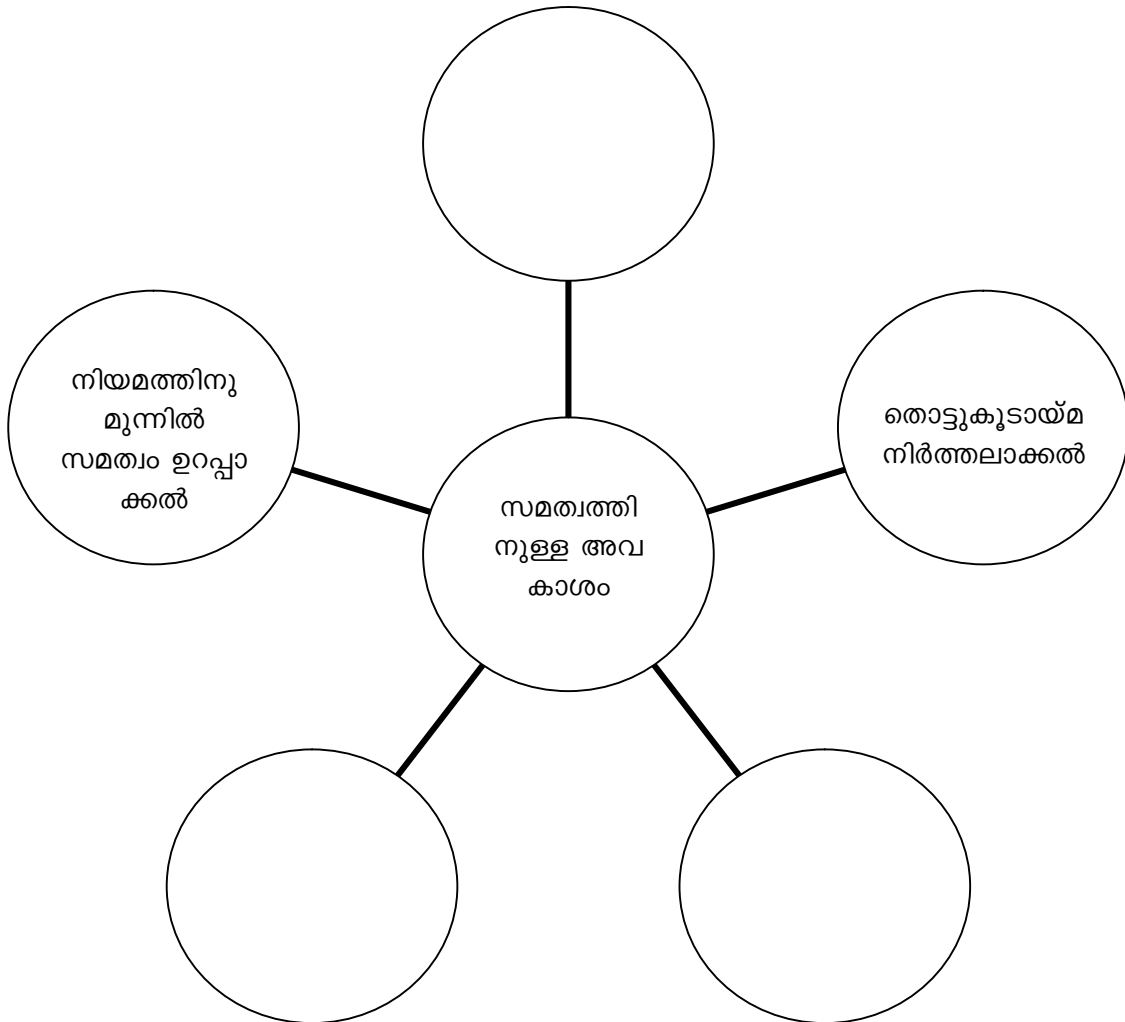 നിയമത്തിനു
മുന്നിൽ
സമത്വം ഉറപ്പാ
ക്കൽ
തൊട്ടുകൂടായ്മ
നിർത്തലാക്കൽ
സമത്വത്തി
നുള്ള അവ
കാശം